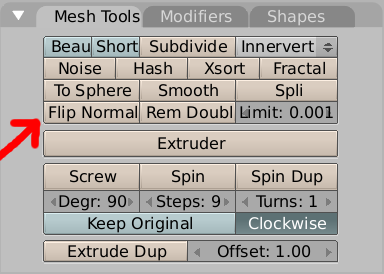 Mesh Tools Modifiers Shapes
Beau Short Subdivide Innervert
Noise Hash Xsort Fractal
To Sphere Smooth Spli
Flip Normal Rem Doubl Limit: 0.001
Extruder
Screw Spin Spin Dup
Degr: 90 Steps: 9 Turns: 1
Keep Original Clockwise
Extrude Dup Offset: 1.00